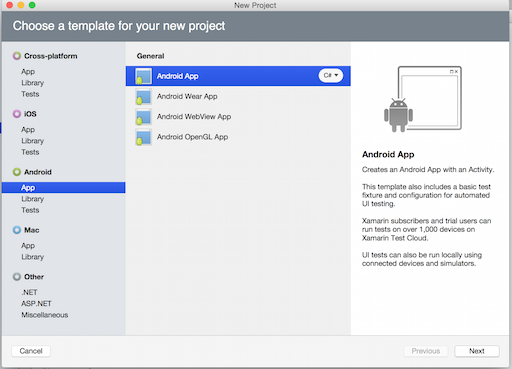 New Project
Choose a template for your new project
Cross-platform
App
Library
Tests
iOS
App
Library
Tests
Android
App
Library
Tests
Mac
App
Library
Other
.NET
ASP.NET
Miscellaneous
General
Android App
C#
Android Wear App
Android WebView App
Android OpenGL App
Android App
Creates an Android App with an Activity.
This template also includes a basic test
fixture and configuration for automated
UI testing.
Xamarin subscribers and trial users can
run tests on over 1,000 devices on
Xamarin Test Cloud.
UI tests can also be run locally using
connected devices and simulators.
Cancel
Previous
Next